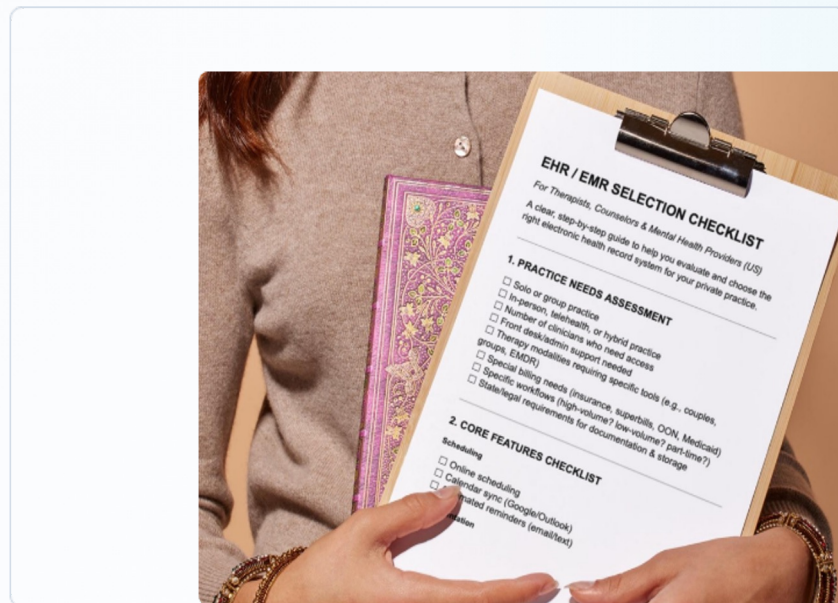 EHR / EMR SELECTION CHECKLIST
For Therapists, Counselors & Mental Health Providers (US)
A clear, step-by-step guide to help you evaluate and choose the
right electronic health record system for your private practice.
1. PRACTICE NEEDS ASSESSMENT
☐ Solo or group practice
☐ In-person, telehealth, or hybrid practice
☐ Number of clinicians who need access
☐ Front desk/admin support needed
☐ Therapy modalities requiring specific tools (e.g., couples,
groups, EMDR)
☐ Special billing needs (insurance, superbills, OON, Medicaid)
☐ Specific workflows (high-volume? low-volume? part-time?)
☐ State/legal requirements for documentation & storage
2. CORE FEATURES CHECKLIST
Scheduling
☐ Online scheduling
☐ Calendar sync (Google/Outlook)
☐ reminders (email/text)